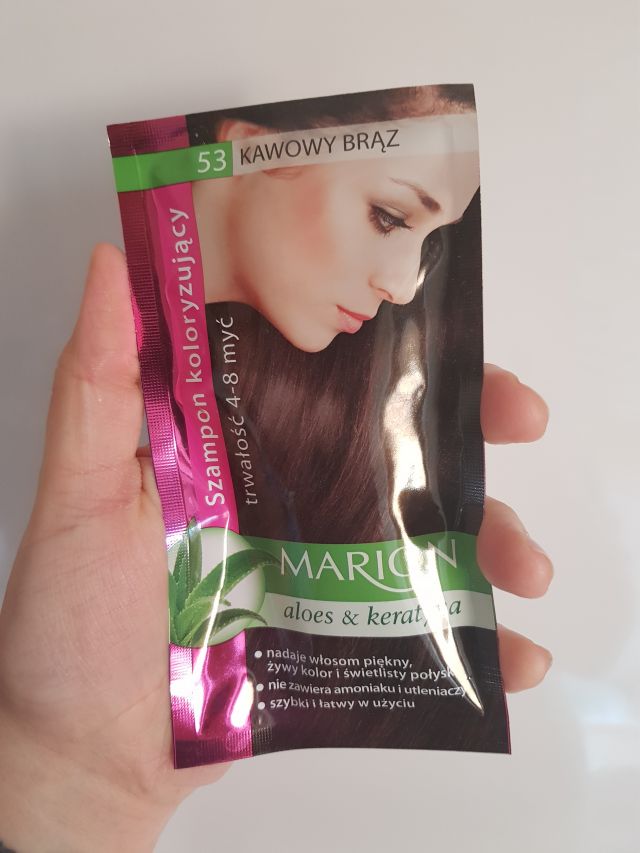 53 KAWOWY BRĄZ
Szampon koloryzujący
trwałość 4-8 myć
MARION
aloes & keratyna
• nadaje włosom piękny,
żywy kolor i świetlisty połysk
• nie zawiera amoniaku i utleniaczy
• szybki i łatwy w użyciu